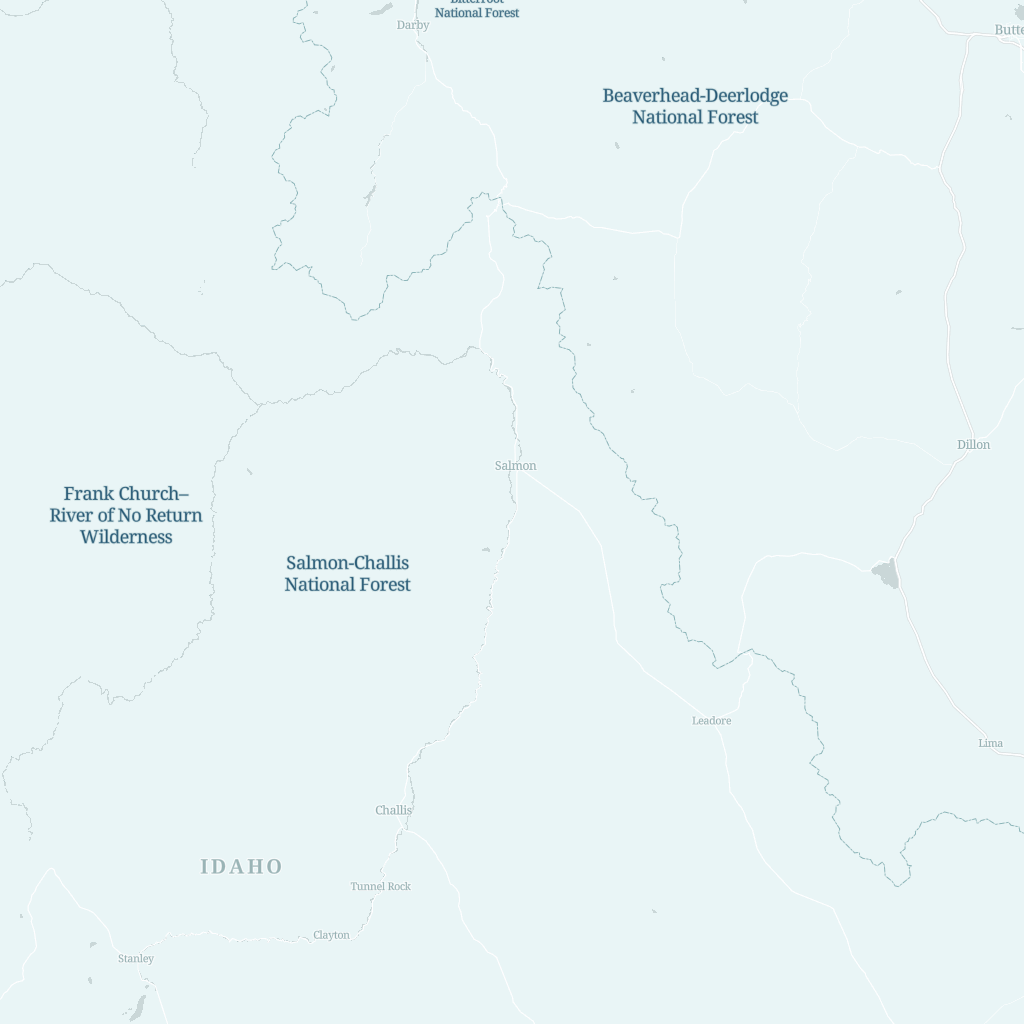 Bitterroot
National Forest
Darby
Butte
Beaverhead-Deerlodge
National Forest
Dillon
Salmon
Frank Church–
River of No Return
Wilderness
Salmon-Challis
National Forest
Leadore
Lima
Challis
IDAHO
Tunnel Rock
Clayton
Stanley